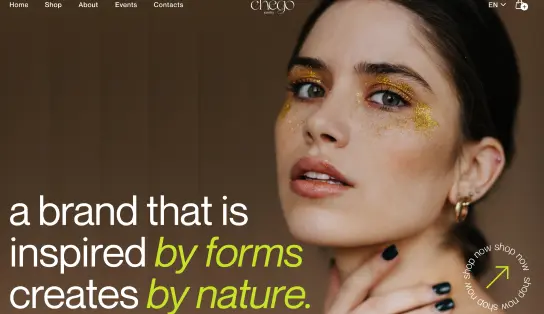 Home Shop About Events Contacts chego EN
a brand that is
inspired by forms
creates by nature.
shop now shop now shop now shop now